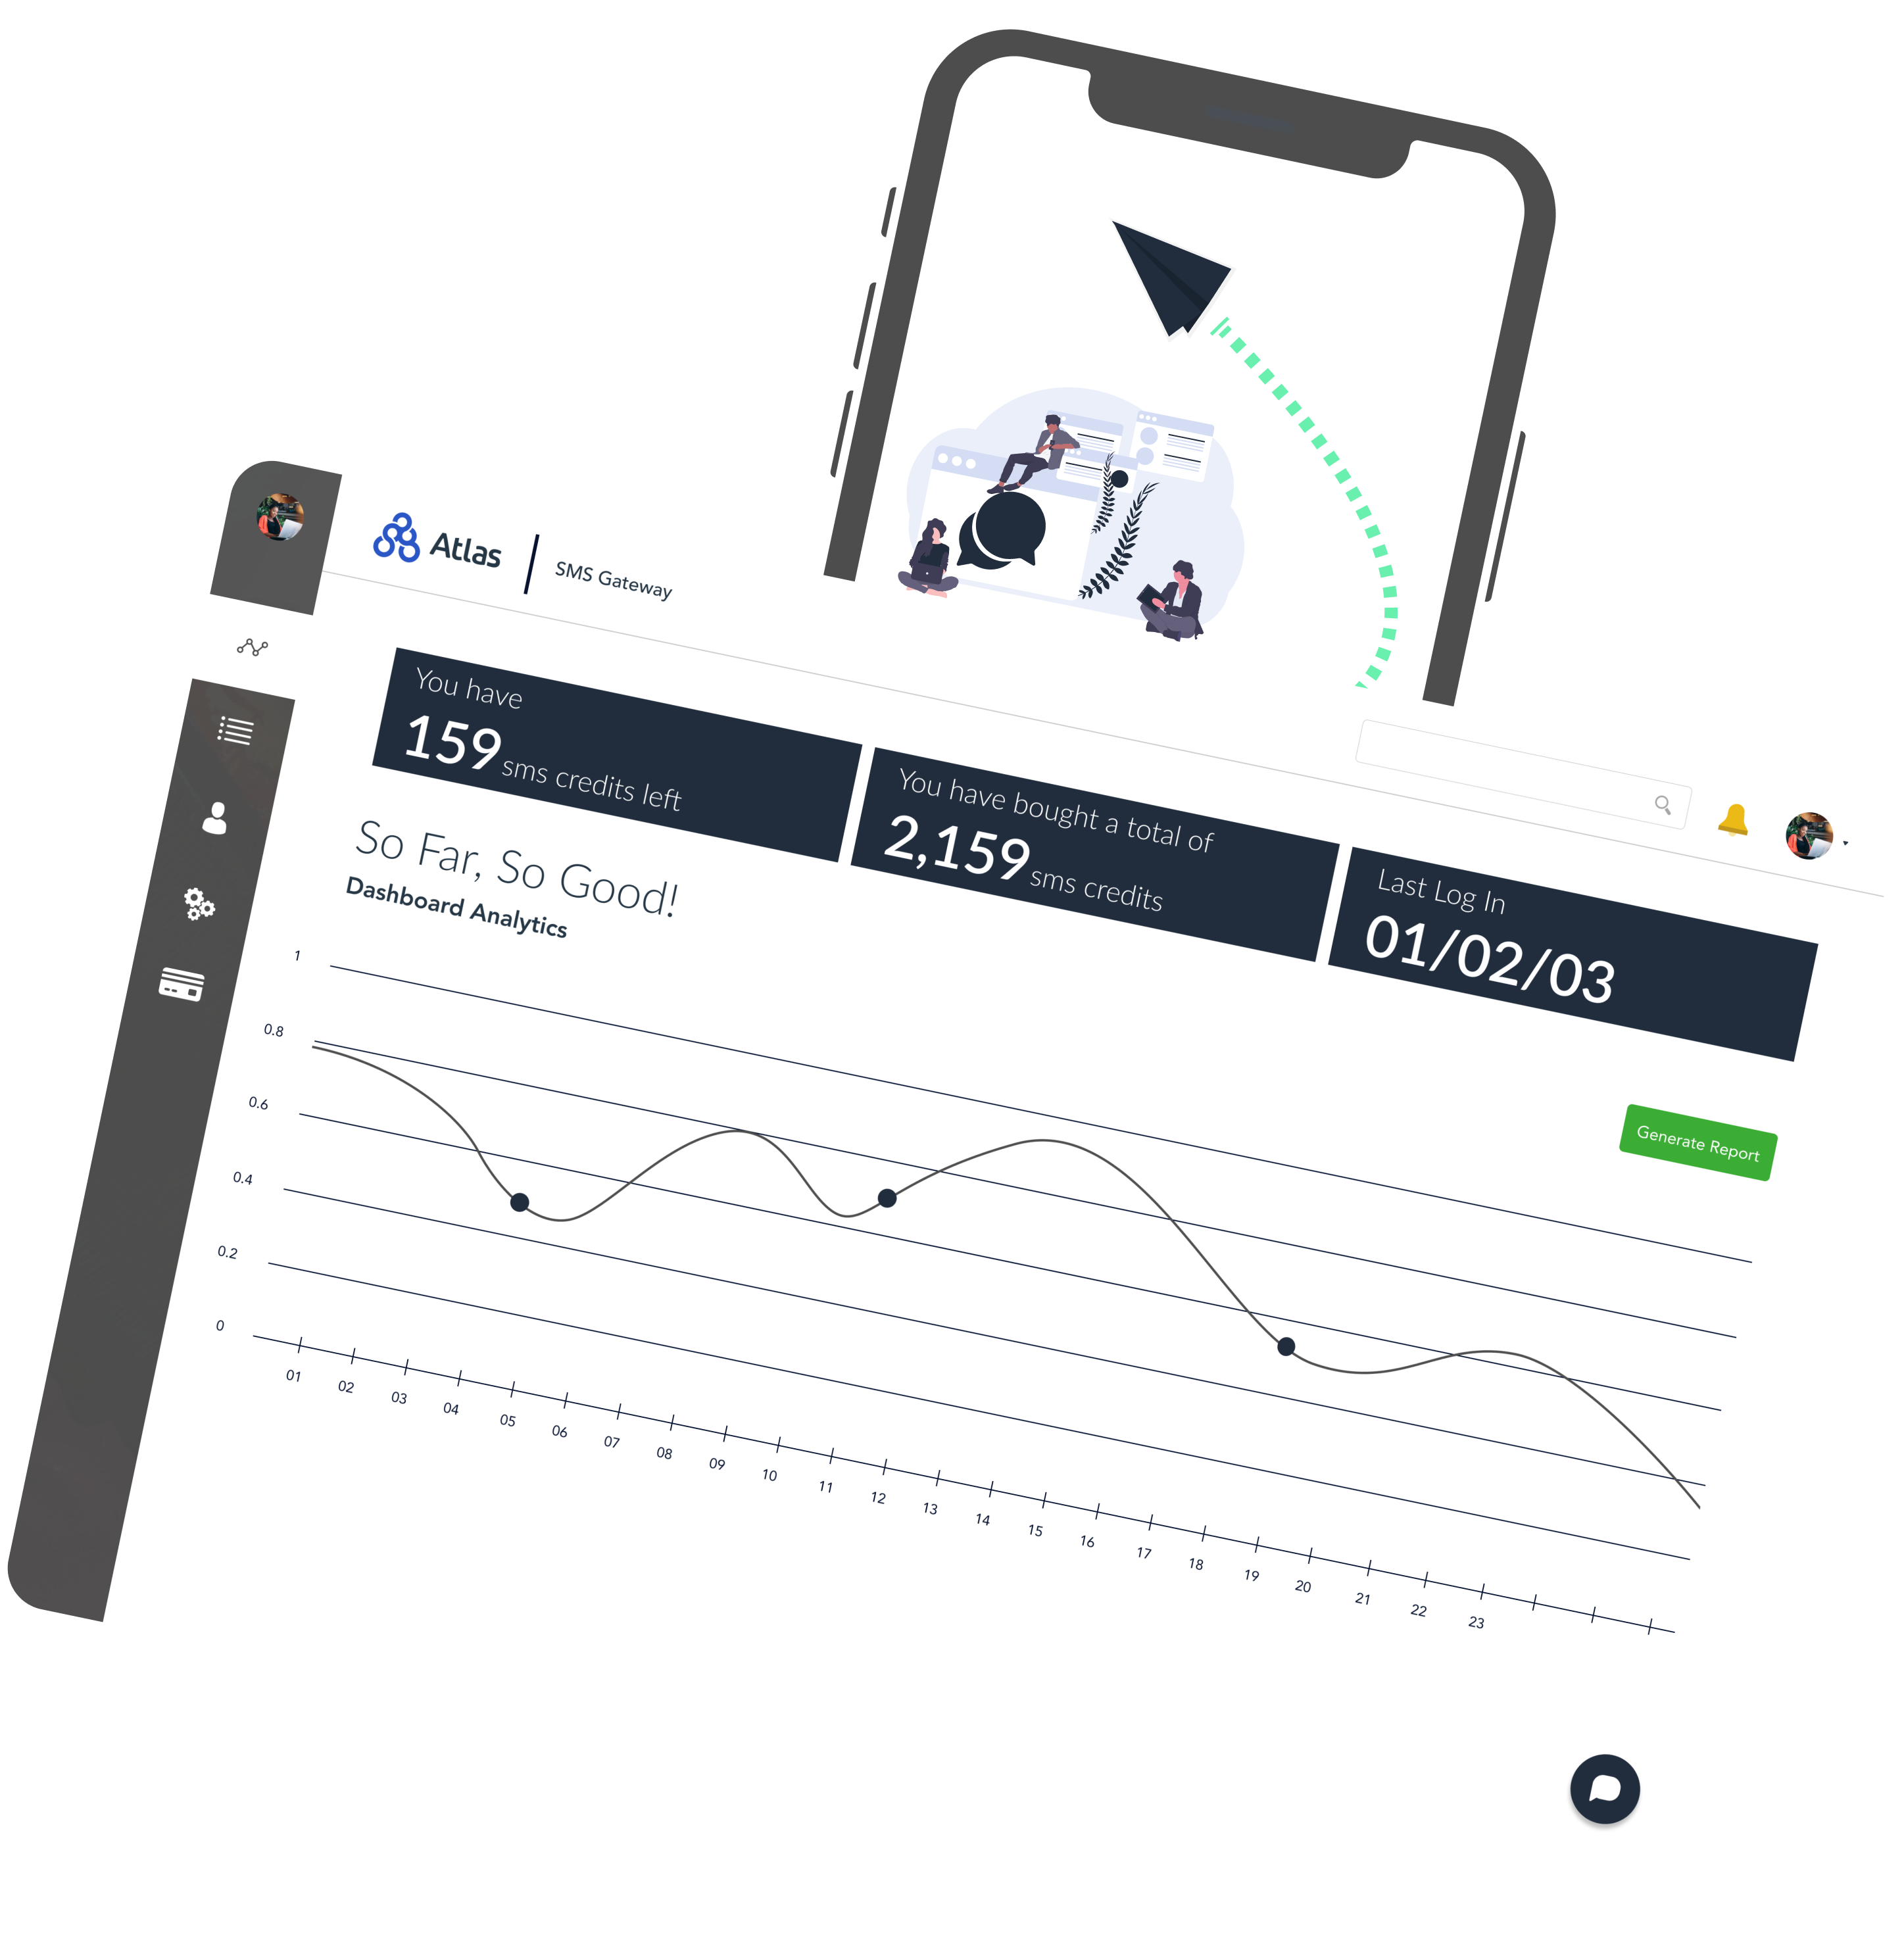 Atlas
SMS Gateway
You have
159 sms credits left
You have bought a total of
2,159 sms credits
Last Log In
01/02/03
So Far, So Good!
Dashboard Analytics
Generate Report
1
0.8
0.6
0.4
0.2
0
01 02 03 04 05 06 07 08 09 10 11 12 13 14 15 16 17 18 19 20 21 22 23